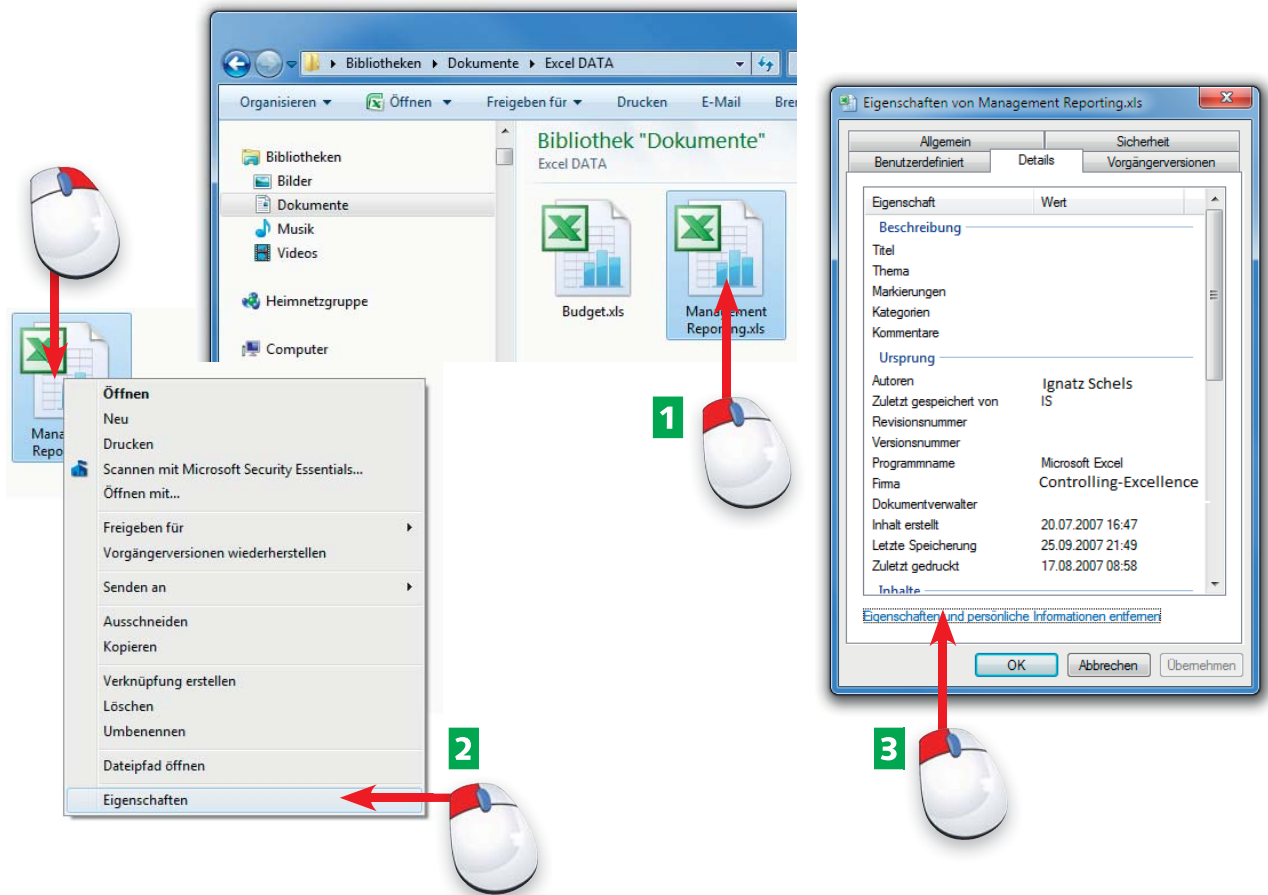 Bibliotheken Dokumente Excel DATA
Organisieren Öffnen Freigeben für Drucken E-Mail Bren
Bibliotheken
Bilder
Dokumente
Musik
Videos
Heimnetzgruppe
Computer
Bibliothek "Dokumente"
Excel DATA
Budget.xls
Management
Reporting.xls
1
Mana
Repo
Öffnen
Neu
Drucken
Scannen mit Microsoft Security Essentials...
Öffnen mit...
Freigeben für
Vorgängerversionen wiederherstellen
Senden an
Ausschneiden
Kopieren
Verknüpfung erstellen
Löschen
Umbenennen
Dateipfad öffnen
Eigenschaften
2
Eigenschaften von Management Reporting.xls
Allgemein Sicherheit
Benutzerdefiniert Details Vorgängerversionen
Eigenschaft Wert
Beschreibung
Titel
Thema
Markierungen
Kategorien
Kommentare
Ursprung
Autoren Ignatz Schels
Zuletzt gespeichert von IS
Revisionsnummer
Versionsnummer
Programmname Microsoft Excel
Firma Controlling-Excellence
Dokumentverwalter
Inhalt erstellt 20.07.2007 16:47
Letzte Speicherung 25.09.2007 21:49
Zuletzt gedruckt 17.08.2007 08:58
Inhalte
Eigenschaften und persönliche Informationen entfernen
OK Abbrechen Übernehmen
3